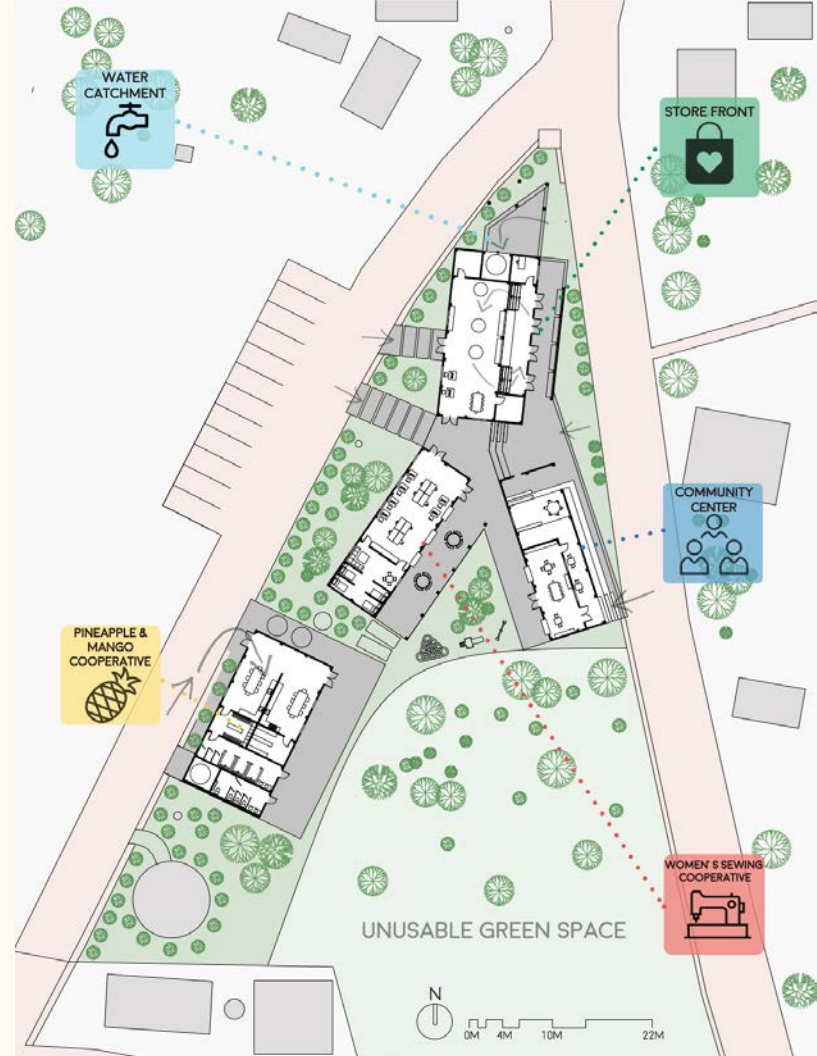 WATER
CATCHMENT
STORE FRONT
COMMUNITY
CENTER
PINEAPPLE &
MANGO
COOPERATIVE
WOMEN'S SEWING
COOPERATIVE
UNUSABLE GREEN SPACE
N
0M 4M 10M 22M